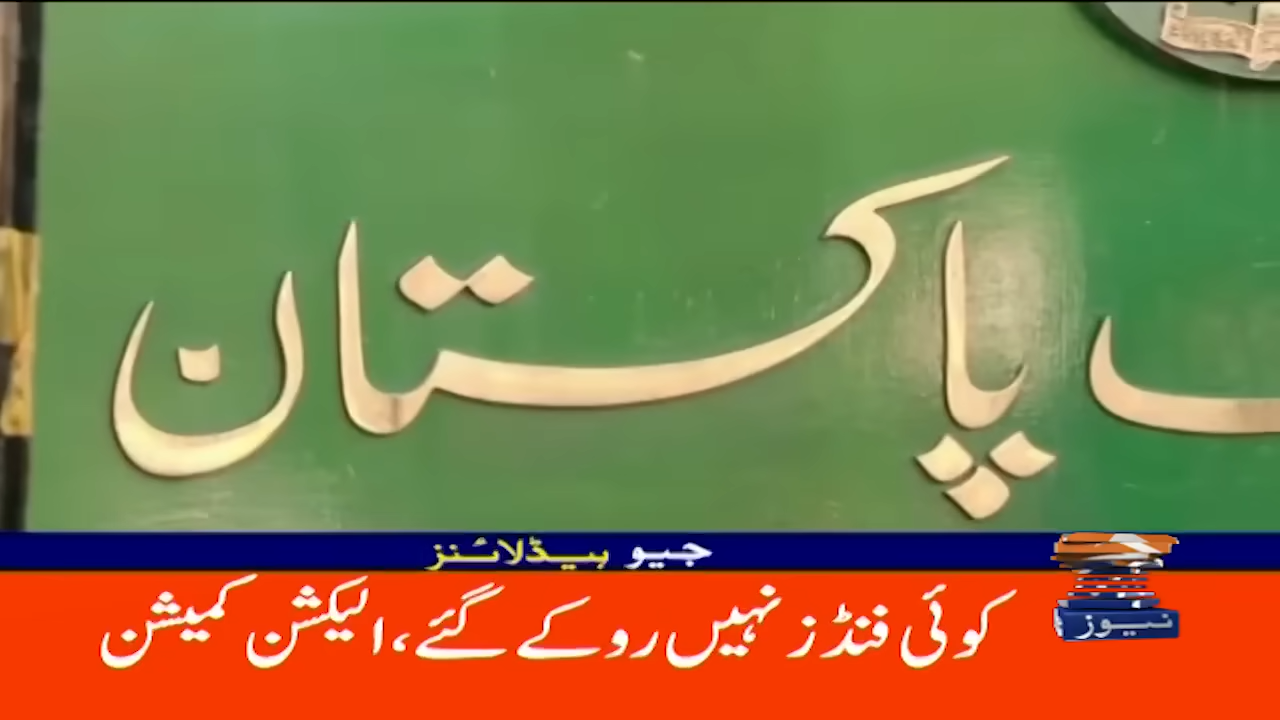 پاکستان
جیو ہیڈلائنز
کوئی فنڈز نہیں روکے گئے، الیکشن کمیشن
نیوز